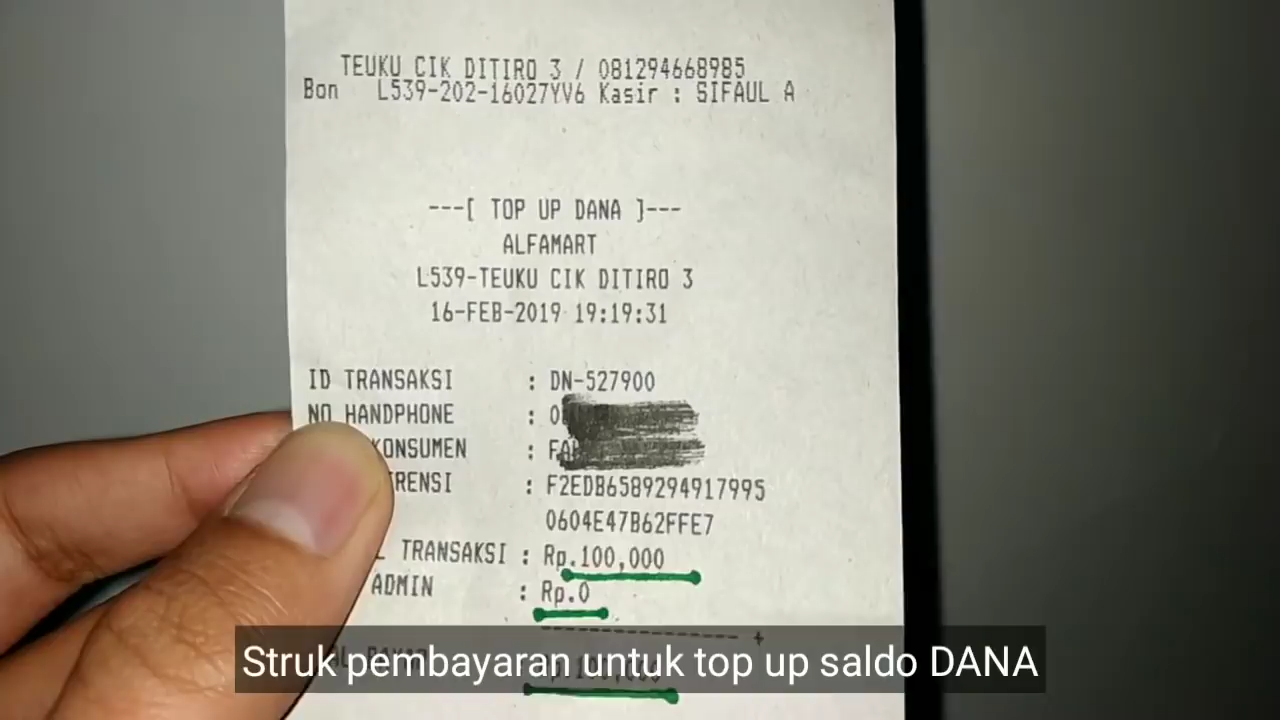 TEUKU CIK DITIRO 3 / 081294668985
Bon L539-202-16027YV6 Kasir : SIFAUL A
---[ TOP UP DANA ]---
ALFAMART
L539-TEUKU CIK DITIRO 3
16-FEB-2019 19:19:31
ID TRANSAKSI : DN-527900
NO HANDPHONE : 0
KONSUMEN :
RENSI : F2EDB6589294917995
0604E47B62FFE7
TRANSAKSI : Rp.100,000
ADMIN : Rp.0
---------------- +
Struk pembayaran untuk top up saldo DANA